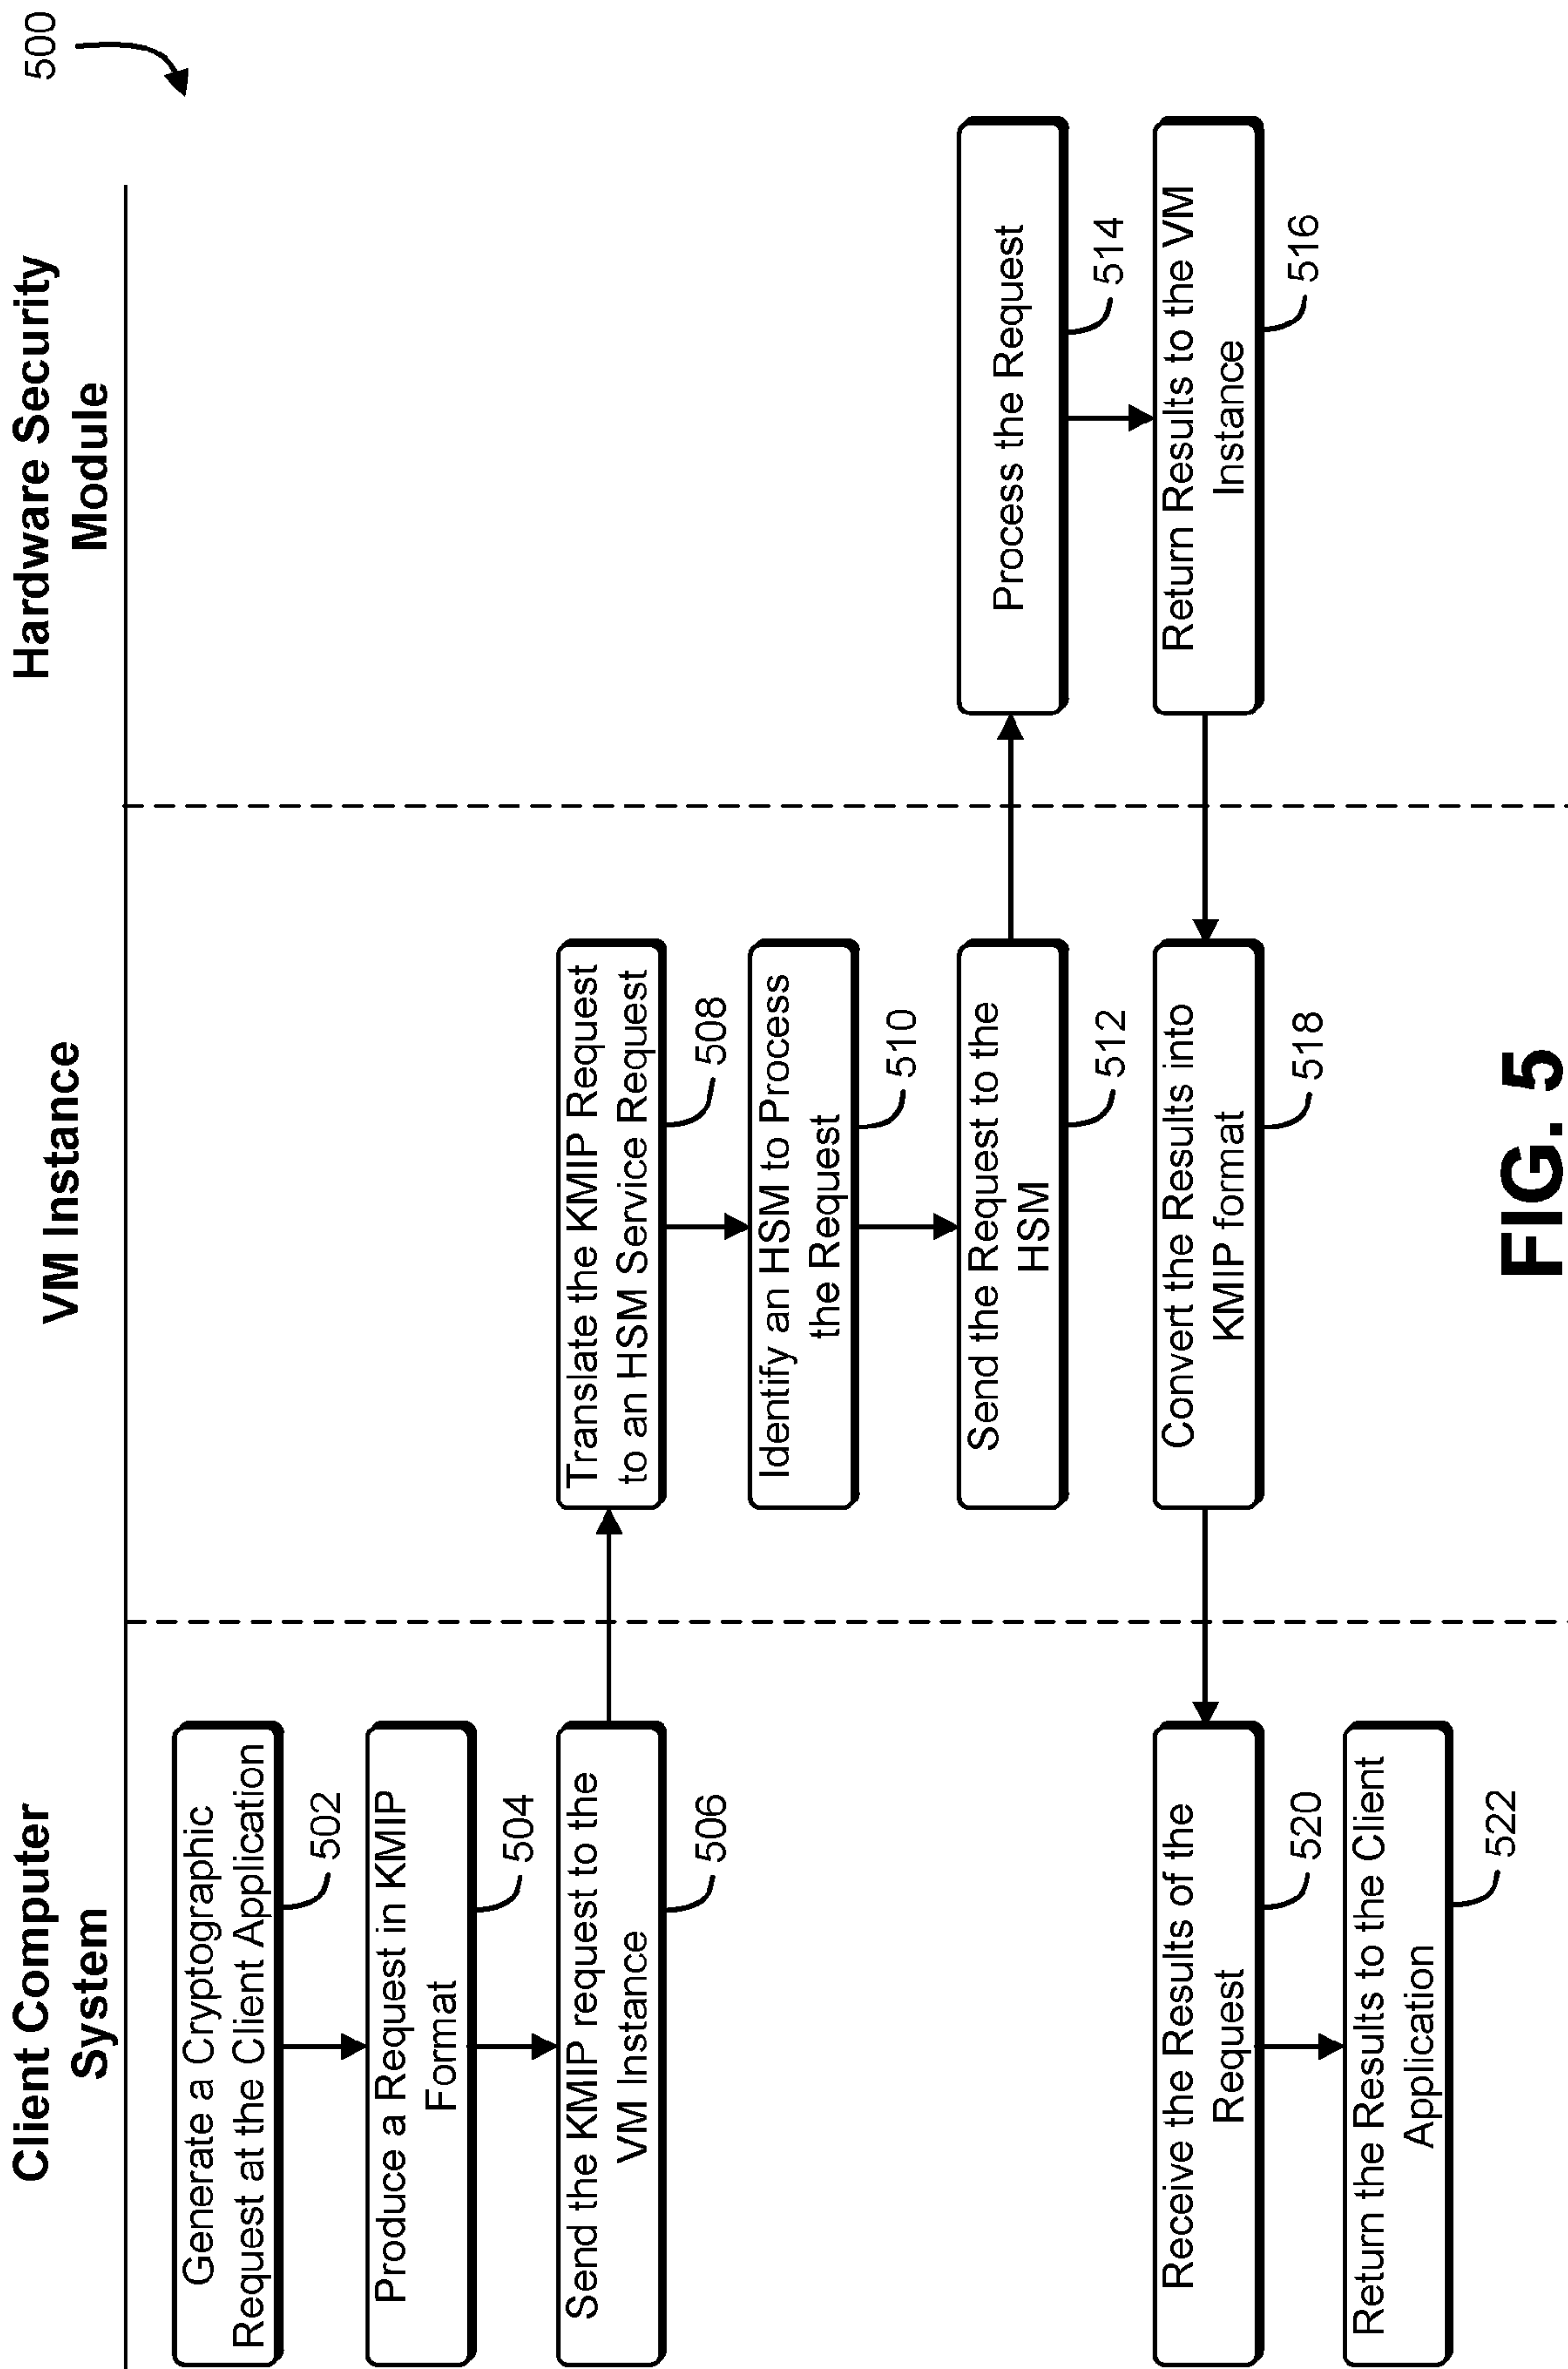 500
Client Computer
System
VM Instance
Hardware Security
Module
Generate a Cryptographic
Request at the Client Application
502
Produce a Request in KMIP
Format
504
Send the KMIP request to the
VM Instance
506
Translate the KMIP Request
to an HSM Service Request
508
Identify an HSM to Process
the Request
510
Send the Request to the
HSM
512
Process the Request
514
Return Results to the VM
Instance
516
Convert the Results into
KMIP format
518
Receive the Results of the
Request
520
Return the Results to the Client
Application
522
FIG. 5